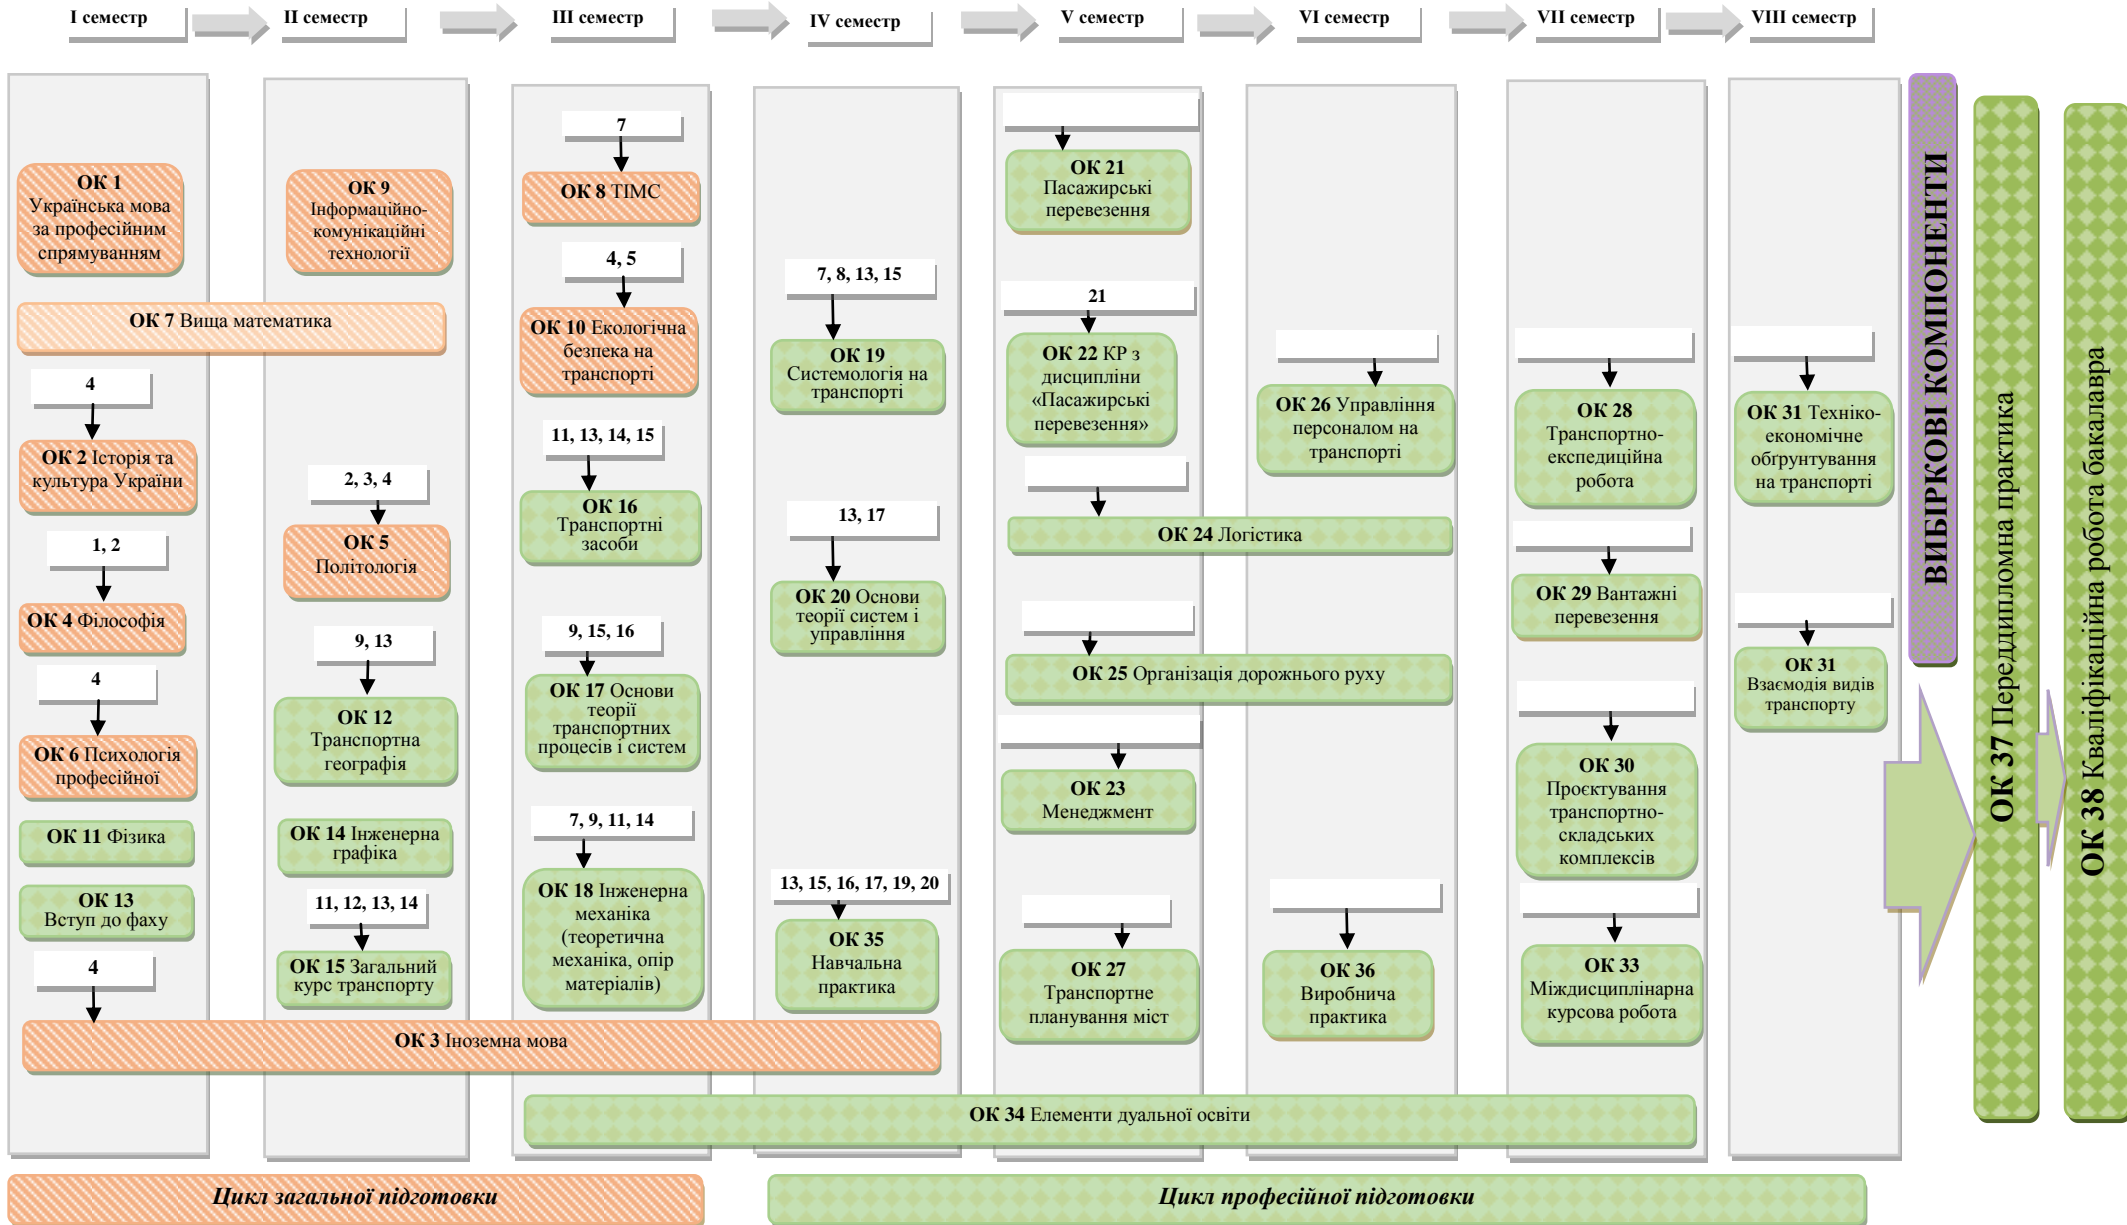 I семестр
II семестр
III семестр
IV семестр
V семестр
VI семестр
VII семестр
VIII семестр
ОК 1
Українська мова
за професійним
спрямуванням
ОК 7 Вища математика
4
ОК 2 Історія та
культура України
1, 2
ОК 4 Філософія
4
ОК 6 Психологія
професійної
ОК 11 Фізика
ОК 13
Вступ до фаху
4
ОК 3 Іноземна мова
ОК 9
Інформаційно-
комунікаційні
технології
2, 3, 4
ОК 5
Політологія
9, 13
ОК 12
Транспортна
географія
ОК 14 Інженерна
графіка
11, 12, 13, 14
ОК 15 Загальний
курс транспорту
7
ОК 8 ТІМС
4, 5
ОК 10 Екологічна
безпека на
транспорті
11, 13, 14, 15
ОК 16
Транспортні
засоби
9, 15, 16
ОК 17 Основи
теорії
транспортних
процесів і систем
7, 9, 11, 14
ОК 18 Інженерна
механіка
(теоретична
механіка, опір
матеріалів)
7, 8, 13, 15
ОК 19
Системологія на
транспорті
13, 17
ОК 20 Основи
теорії систем і
управління
13, 15, 16, 17, 19, 20
ОК 35
Навчальна
практика
ОК 21
Пасажирські
перевезення
21
ОК 22 КР з
дисципліни
«Пасажирські
перевезення»
ОК 24 Логістика
ОК 25 Організація дорожнього руху
ОК 23
Менеджмент
ОК 27
Транспортне
планування міст
ОК 26 Управління
персоналом на
транспорті
ОК 36
Виробнича
практика
ОК 28
Транспортно-
експедиційна
робота
ОК 29 Вантажні
перевезення
ОК 30
Проєктування
транспортно-
складських
комплексів
ОК 33
Міждисциплінарна
курсова робота
ОК 31 Техніко-
економічне
обґрунтування
на транспорті
ОК 31
Взаємодія видів
транспорту
ОК 34 Елементи дуальної освіти
ВИБІРКОВІ КОМПОНЕНТИ
ОК 37 Переддипломна практика
ОК 38 Кваліфікаційна робота бакалавра
Цикл загальної підготовки
Цикл професійної підготовки